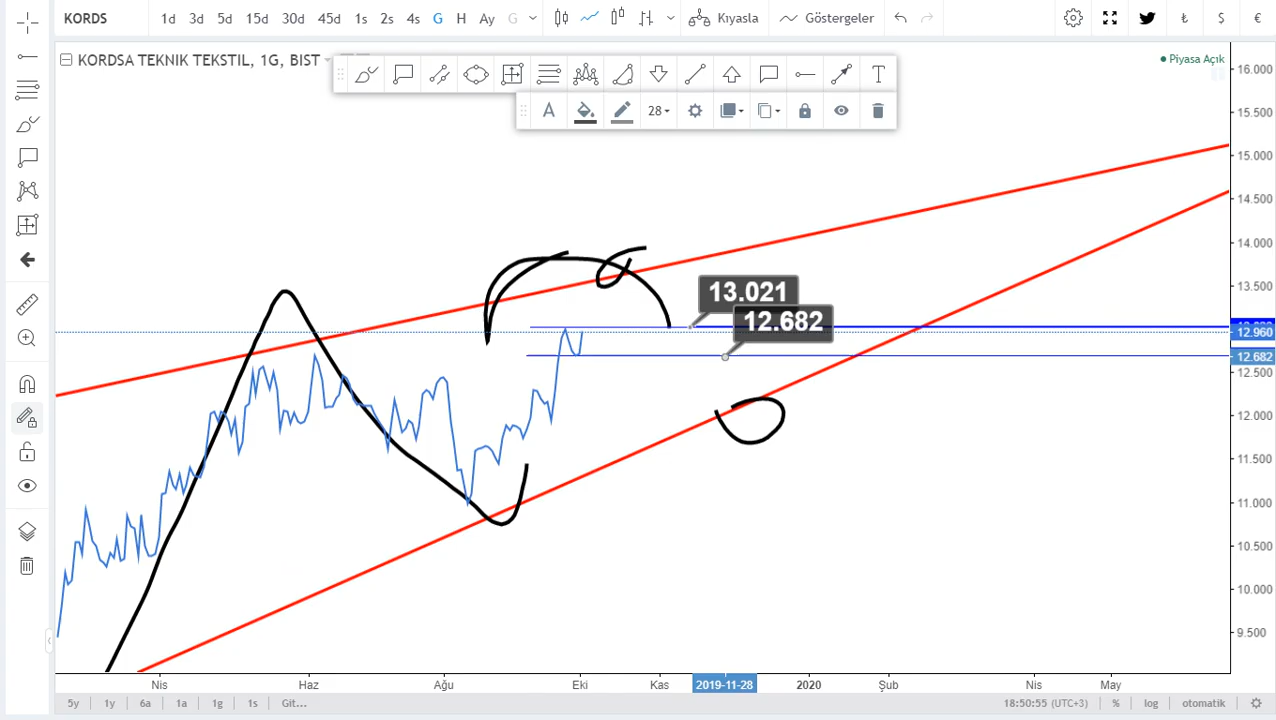 KORDS 1d 3d 5d 15d 30d 45d 1s 2s 4s G H Ay G Kıyasla Göstergeler ₺ $ €
KORDSA TEKNIK TEKSTIL, 1G, BIST
Piyasa Açık
A 28
T
16.000
15.500
15.000
14.500
14.000
13.500
13.021
12.682
12.960
12.682
12.500
12.000
11.500
11.000
10.500
10.000
9.500
Nis Haz Ağu Eki Kas 2019-11-28 2020 Şub Nis May
5y 1y 6a 1a 1g 1s Git... 18:50:55 (UTC+3) % log otomatik